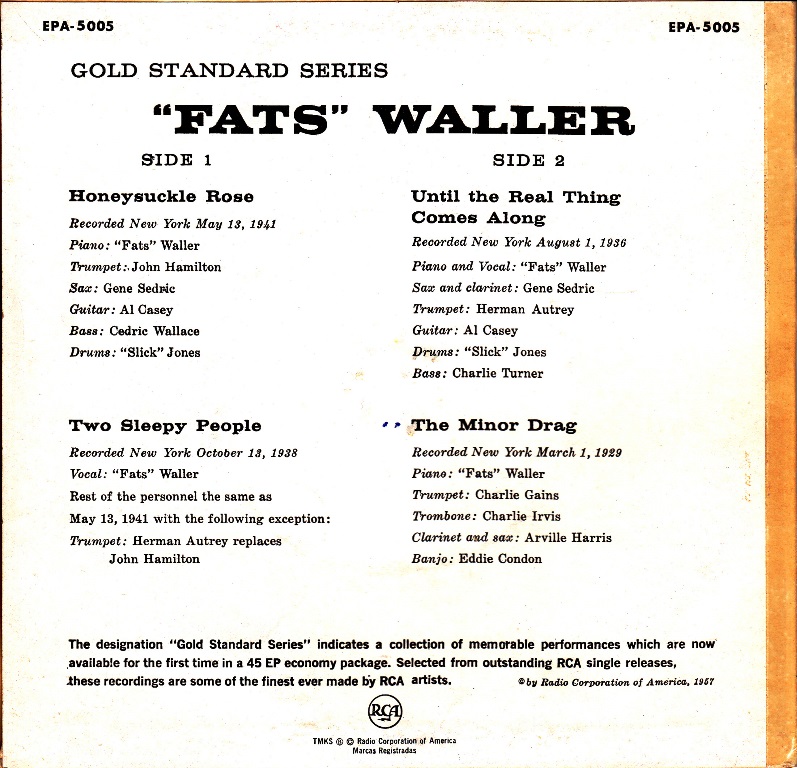 EPA-5005
EPA-5005
GOLD STANDARD SERIES
"FATS" WALLER
SIDE 1
Honeysuckle Rose
Recorded New York May 13, 1941
Piano: "Fats" Waller
Trumpet: John Hamilton
Sax: Gene Sedric
Guitar: Al Casey
Bass: Cedric Wallace
Drums: "Slick" Jones
Two Sleepy People
Recorded New York October 13, 1938
Vocal: "Fats" Waller
Rest of the personnel the same as
May 13, 1941 with the following exception:
Trumpet: Herman Autrey replaces
John Hamilton
SIDE 2
Until the Real Thing
Comes Along
Recorded New York August 1, 1936
Piano and Vocal: "Fats" Waller
Sax and clarinet: Gene Sedric
Trumpet: Herman Autrey
Guitar: Al Casey
Drums: "Slick" Jones
Bass: Charlie Turner
The Minor Drag
Recorded New York March 1, 1929
Piano: "Fats" Waller
Trumpet: Charlie Gains
Trombone: Charlie Irvis
Clarinet and sax: Arville Harris
Banjo: Eddie Condon
The designation "Gold Standard Series" indicates a collection of memorable performances which are now
available for the first time in a 45 EP economy package. Selected from outstanding RCA single releases,
these recordings are some of the finest ever made by RCA artists.
© by Radio Corporation of America, 1957
RCA
TMKS ® © Radio Corporation of America
Marcas Registradas